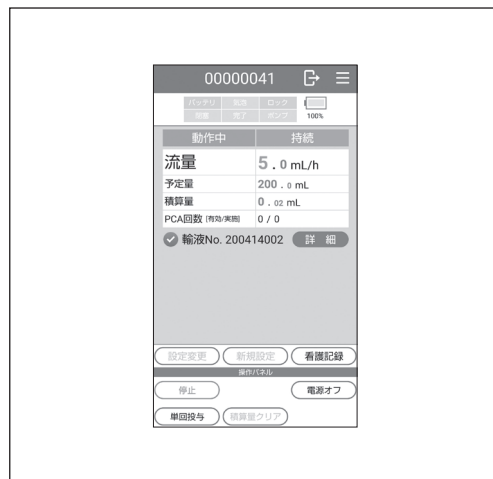 00000041
バッテリ 気泡 ロック
閉塞 完了 ポンプ 100%
動作中 持続
流量 5.0 mL/h
予定量 200.0 mL
積算量 0.02 mL
PCA回数 [有効/実施] 0 / 0
輸液No. 200414002 詳 細
設定変更 新規設定 看護記録
操作パネル
停止 電源オフ
単回投与 積算量クリア